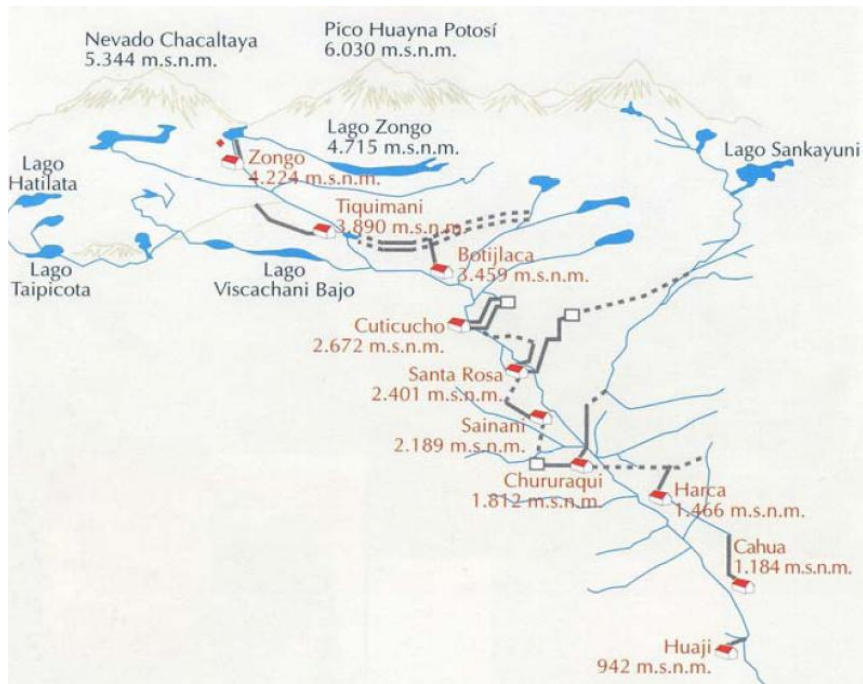 Nevado Chacaltaya
5.344 m.s.n.m.
Pico Huayna Potosí
6.030 m.s.n.m.
Lago Zongo
4.715 m.s.n.m.
Lago Sankayuni
Zongo
4.224 m.s.n.m.
Lago
Hatilata
Tiquimani
3.890 m.s.n.m.
Botijlaca
3.459 m.s.n.m.
Lago
Taipicota
Lago
Viscachani Bajo
Cuticucho
2.672 m.s.n.m.
Santa Rosa
2.401 m.s.n.m.
Sainani
2.189 m.s.n.m.
Chururaqui
1.812 m.s.n.m.
Harca
1.466 m.s.n.m.
Cahua
1.184 m.s.n.m.
Huaji
942 m.s.n.m.